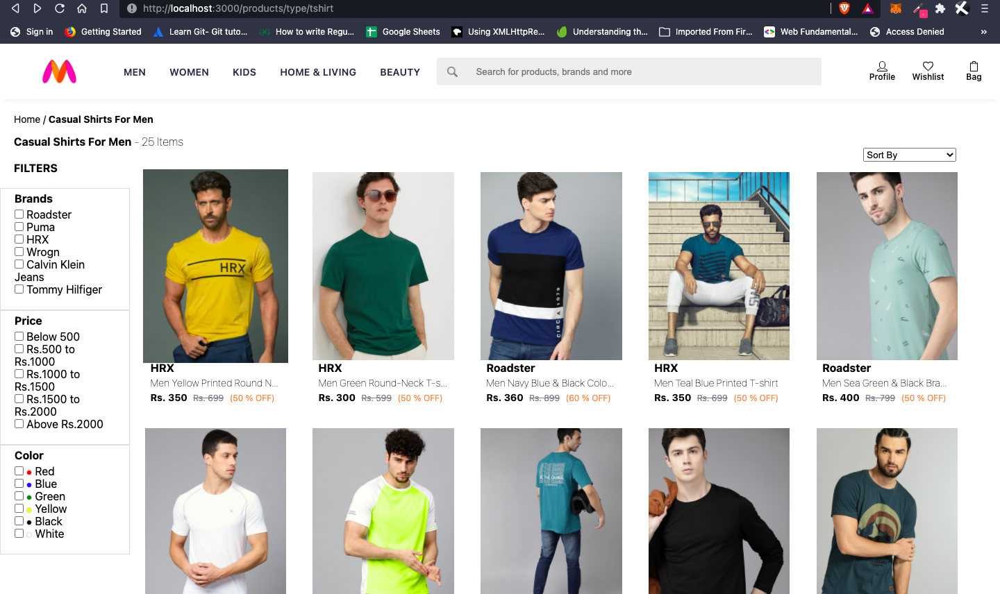 http://localhost:3000/products/type/tshirt
Sign in
Getting Started
Learn Git- Git tuto...
How to write Regu...
Google Sheets
Using XMLHttpRe...
Understanding th...
Imported From Fir...
Web Fundamental...
Access Denied
»
MEN
WOMEN
KIDS
HOME & LIVING
BEAUTY
Search for products, brands and more
Profile
Wishlist
Bag
Home / Casual Shirts For Men
Casual Shirts For Men - 25 Items
Sort By
FILTERS
Brands
Roadster
Puma
HRX
Wrogn
Calvin Klein
Jeans
Tommy Hilfiger
Price
Below 500
Rs.500 to
Rs.1000
Rs.1000 to
Rs.1500
Rs.1500 to
Rs.2000
Above Rs.2000
Color
Red
Blue
Green
Yellow
Black
White
HRX
HRX
Men Yellow Printed Round N...
Rs. 350 Rs. 699 (50 % OFF)
HRX
Men Green Round-Neck T-s...
Rs. 300 Rs. 599 (50 % OFF)
CIRCA 1979
Roadster
Men Navy Blue & Black Colo...
Rs. 360 Rs. 899 (60 % OFF)
HRX
Men Teal Blue Printed T-shirt
Rs. 350 Rs. 699 (50 % OFF)
Roadster
Men Sea Green & Black Bra...
Rs. 400 Rs. 799 (50 % OFF)
BE THE CHANGE